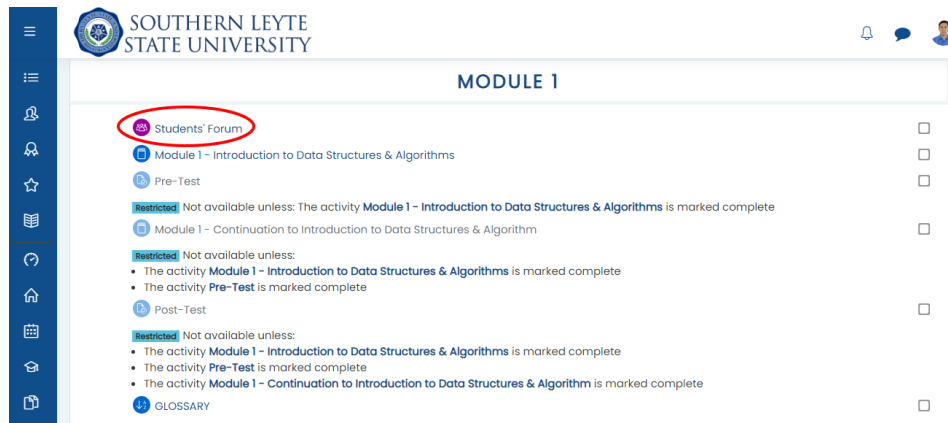 SOUTHERN LEYTE
STATE UNIVERSITY
MODULE 1
Students' Forum
Module 1 - Introduction to Data Structures & Algorithms
Pre-Test
Restricted Not available unless: The activity Module 1 - Introduction to Data Structures & Algorithms is marked complete
Module 1 - Continuation to Introduction to Data Structures & Algorithm
Restricted Not available unless:
• The activity Module 1 - Introduction to Data Structures & Algorithms is marked complete
• The activity Pre-Test is marked complete
Post-Test
Restricted Not available unless:
• The activity Module 1 - Introduction to Data Structures & Algorithms is marked complete
• The activity Pre-Test is marked complete
• The activity Module 1 - Continuation to Introduction to Data Structures & Algorithm is marked complete
GLOSSARY